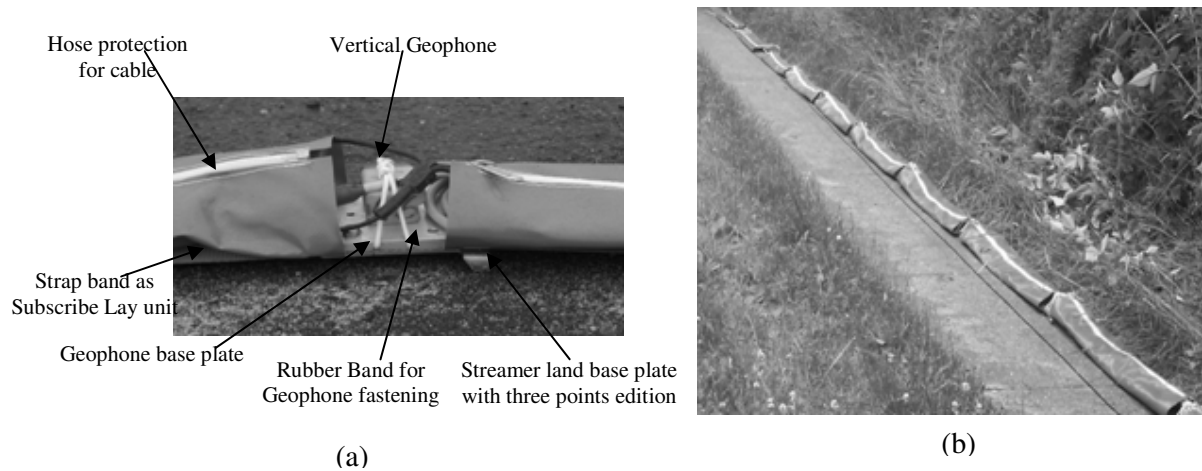 Hose protection
for cable
Vertical Geophone
Strap band as
Subscribe Lay unit
Geophone base plate
Rubber Band for
Geophone fastening
Streamer land base plate
with three points edition
(a)
(b)